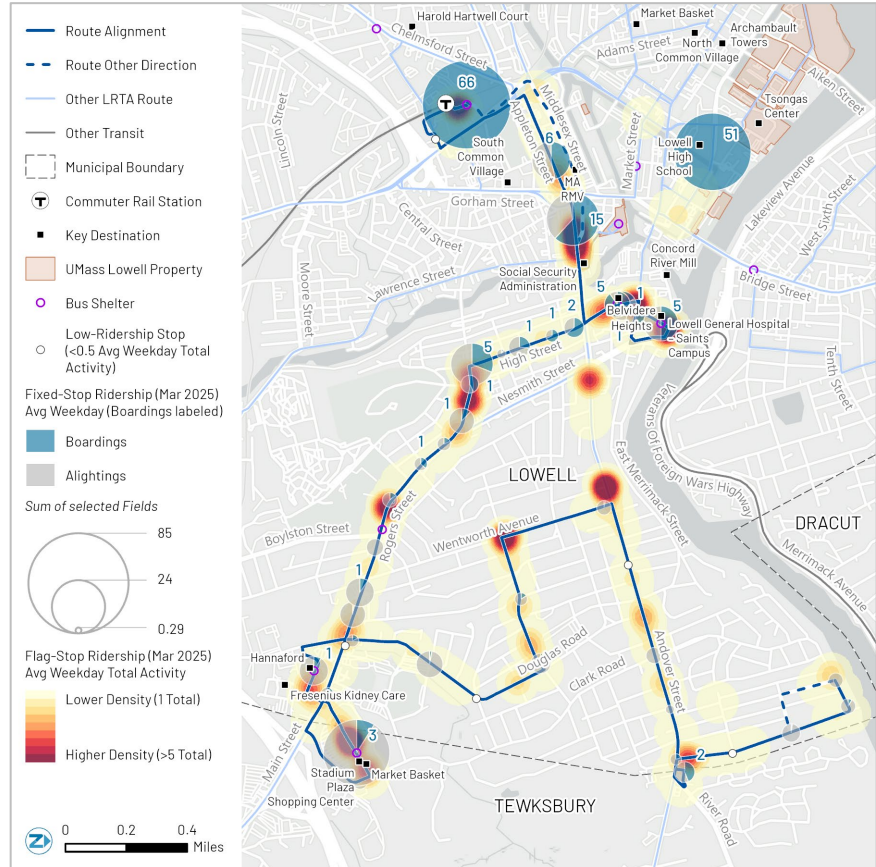 Route Alignment
Route Other Direction
Other LRTA Route
Other Transit
Municipal Boundary
T
Commuter Rail Station
Key Destination
UMass Lowell Property
Bus Shelter
Low-Ridership Stop
(<0.5 Avg Weekday Total
Activity)
Fixed-Stop Ridership (Mar 2025)
Avg Weekday (Boardings labeled)
Boardings
Alightings
Sum of selected Fields
85
24
0.29
Flag-Stop Ridership (Mar 2025)
Avg Weekday Total Activity
Lower Density (1 Total)
Higher Density (>5 Total)
Z
0
0.2
0.4
Miles
Harold Hartwell Court
Market Basket
Archambault
Towers
North
Common Village
Chelmsford Street
Adams Street
Aiken Street
Lincoln Street
66
T
Middlesex Street
Appleton Street
Tsongas
Center
51
Lowell
High
School
Market Street
6
South
Common
Village
MA
RMV
Gorham Street
Lakeview Avenue
West Sixth Street
Central Street
15
Moore Street
Lawrence Street
Social Security
Administration
Concord
River Mill
Bridge Street
5
1
2
1
1
Belvidere
Heights
5
1
Lowell General Hospital
- Saints
Campus
5
High Street
Nesmith Street
Tenth Street
1
1
1
Veterans Of Foreign Wars Highway
East Merrimack Street
LOWELL
DRACUT
Boylston Street
Rogers Street
Wentworth Avenue
Merrimack Avenue
1
Douglas Road
Clark Road
Andover Street
Hannaford
1
Fresenius Kidney Care
Main Street
3
Stadium
Plaza
Shopping Center
Market Basket
2
TEWKSBURY
River Road